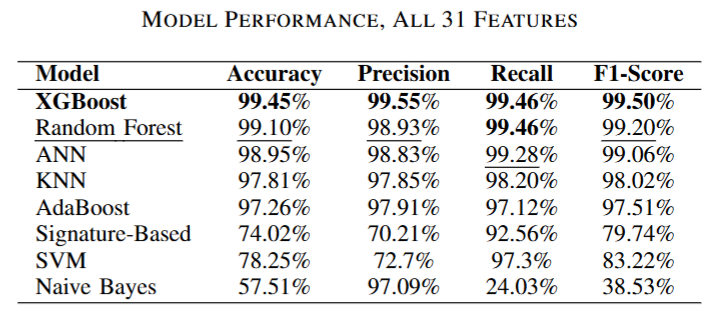 MODEL PERFORMANCE, ALL 31 FEATURES
Model Accuracy Precision Recall F1-Score
XGBoost 99.45% 99.55% 99.46% 99.50%
Random Forest 99.10% 98.93% 99.46% 99.20%
ANN 98.95% 98.83% 99.28% 99.06%
KNN 97.81% 97.85% 98.20% 98.02%
AdaBoost 97.26% 97.91% 97.12% 97.51%
Signature-Based 74.02% 70.21% 92.56% 79.74%
SVM 78.25% 72.7% 97.3% 83.22%
Naive Bayes 57.51% 97.09% 24.03% 38.53%